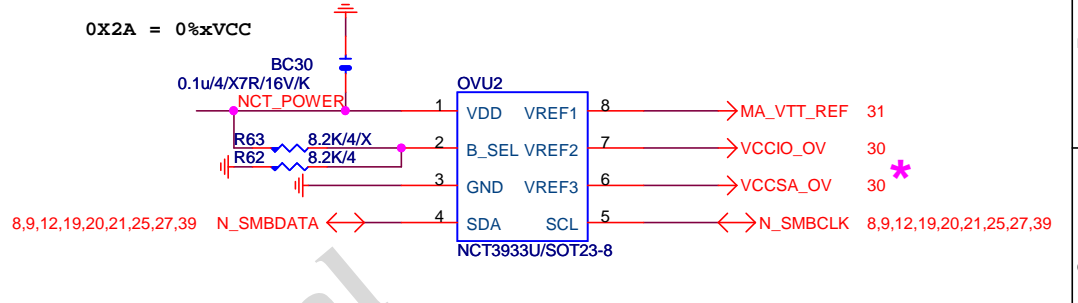 0X2A = 0%xVCC
BC30
0.1u/4/X7R/16V/K
NCT_POWER
OVU2
1 VDD VREF1 8 MA_VTT_REF 31
R63 8.2K/4/X
2 B_SEL VREF2 7 VCCIO_OV 30
R62 8.2K/4
3 GND VREF3 6 VCCSA_OV 30 *
8,9,12,19,20,21,25,27,39 N_SMBDATA 4 SDA SCL 5 N_SMBCLK 8,9,12,19,20,21,25,27,39
NCT3933U/SOT23-8